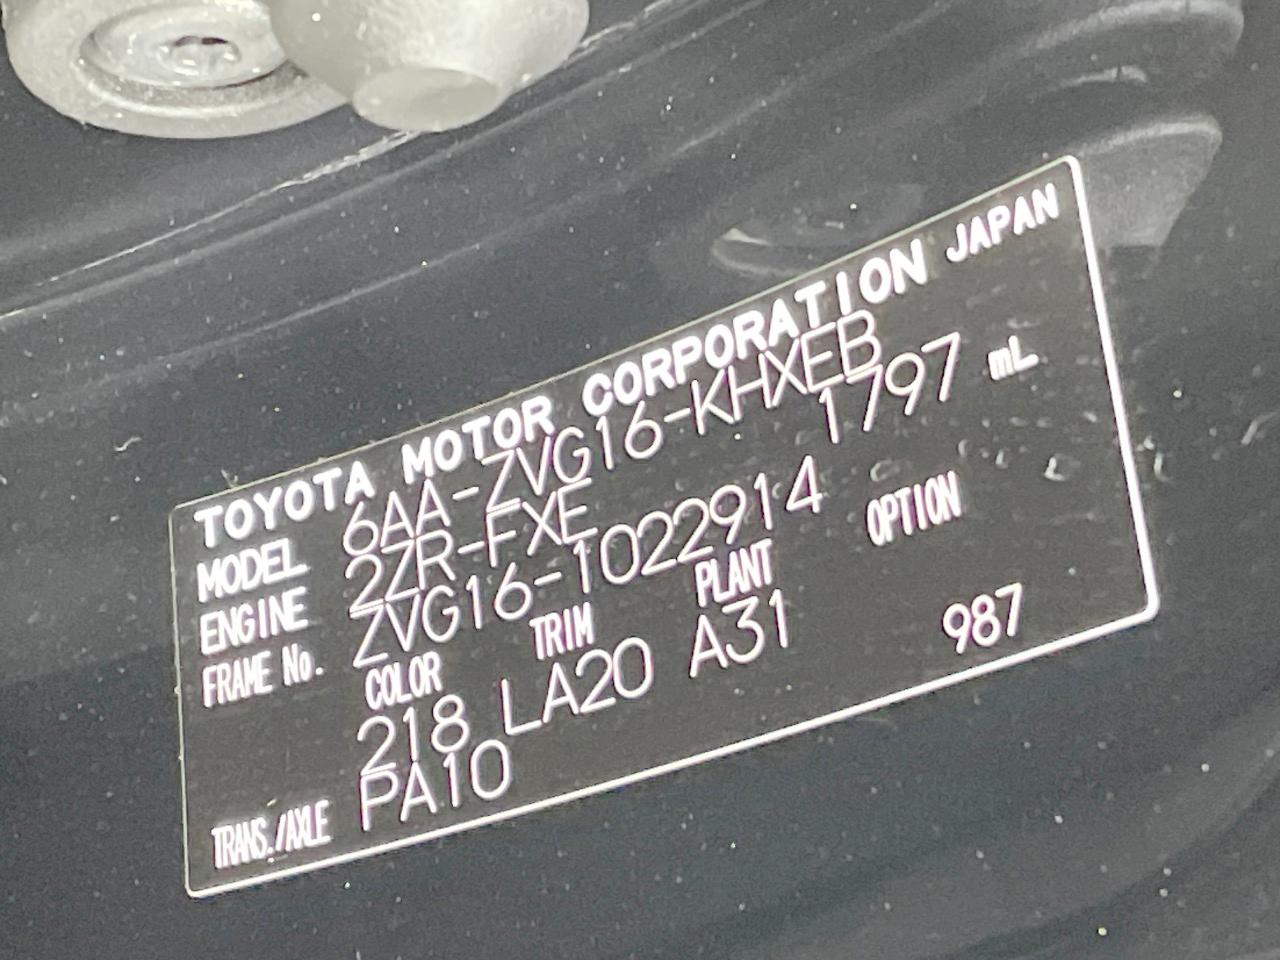 TOYOTA MOTOR CORPORATION JAPAN
MODEL 6AA-ZVG16-KHXEB
ENGINE 2ZR-FXE 1797 mL
FRAME No. ZVG16-1022914
COLOR TRIM PLANT OPTION
218 LA20 A31 987
TRANS./AXLE PA10